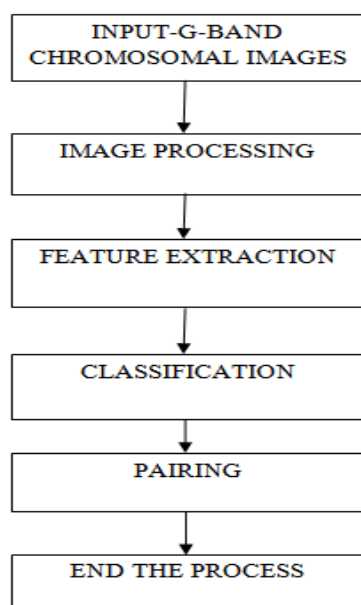 INPUT-G-BAND
CHROMOSOMAL IMAGES
IMAGE PROCESSING
FEATURE EXTRACTION
CLASSIFICATION
PAIRING
END THE PROCESS